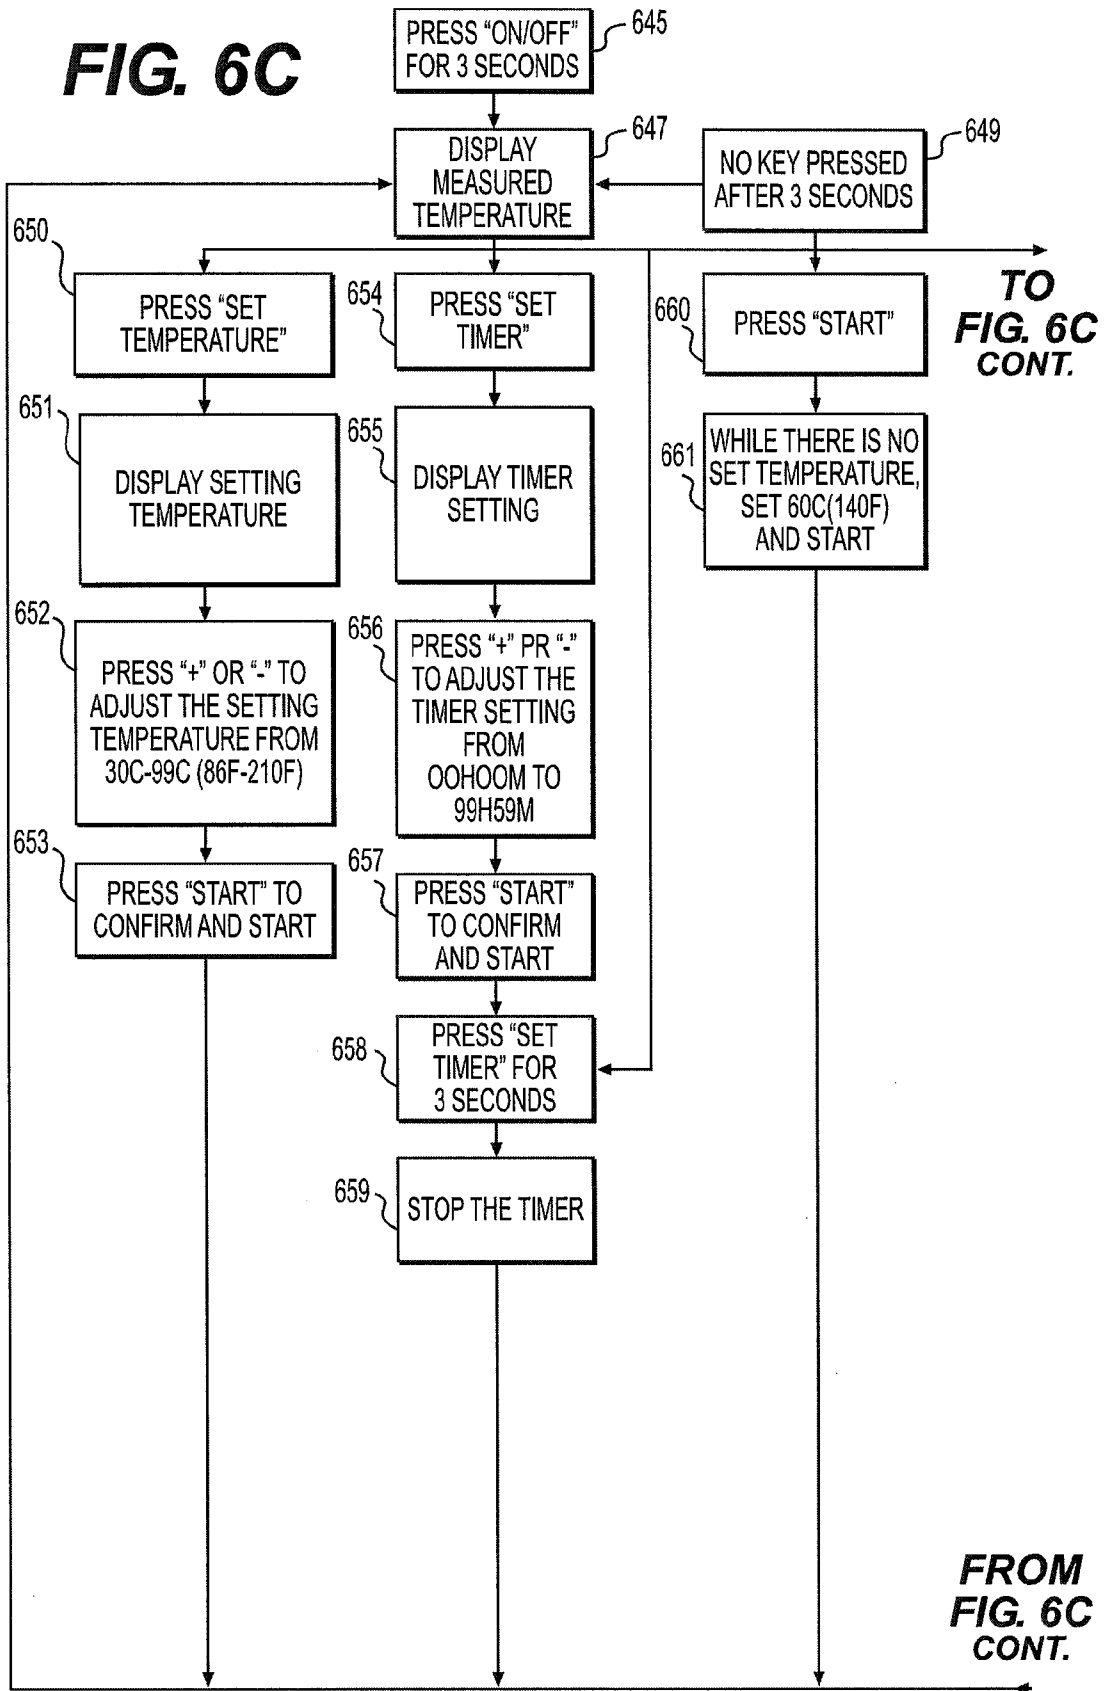 FIG. 6C
PRESS “ON/OFF”
FOR 3 SECONDS
645
DISPLAY
MEASURED
TEMPERATURE
647
NO KEY PRESSED
AFTER 3 SECONDS
649
650
PRESS “SET
TEMPERATURE”
654
PRESS “SET
TIMER”
660
PRESS “START”
TO
FIG. 6C
CONT.
651
DISPLAY SETTING
TEMPERATURE
655
DISPLAY TIMER
SETTING
661
WHILE THERE IS NO
SET TEMPERATURE,
SET 60C(140F)
AND START
652
PRESS “+” OR “-” TO
ADJUST THE SETTING
TEMPERATURE FROM
30C-99C (86F-210F)
656
PRESS “+” PR “-”
TO ADJUST THE
TIMER SETTING
FROM
OOHOOM TO
99H59M
653
PRESS “START” TO
CONFIRM AND START
657
PRESS “START”
TO CONFIRM
AND START
658
PRESS “SET
TIMER” FOR
3 SECONDS
659
STOP THE TIMER
FROM
FIG. 6C
CONT.